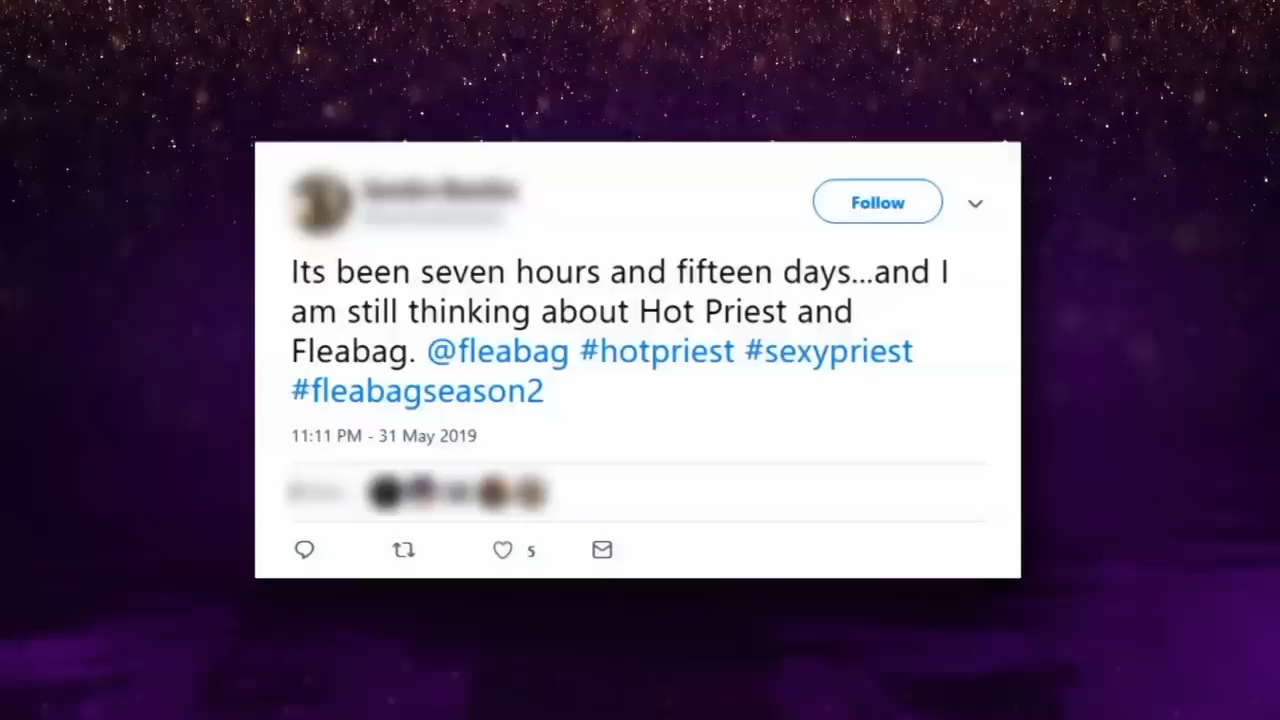 Follow
Its been seven hours and fifteen days...and I
am still thinking about Hot Priest and
Fleabag. @fleabag #hotpriest #sexypriest
#fleabagseason2
11:11 PM - 31 May 2019
5